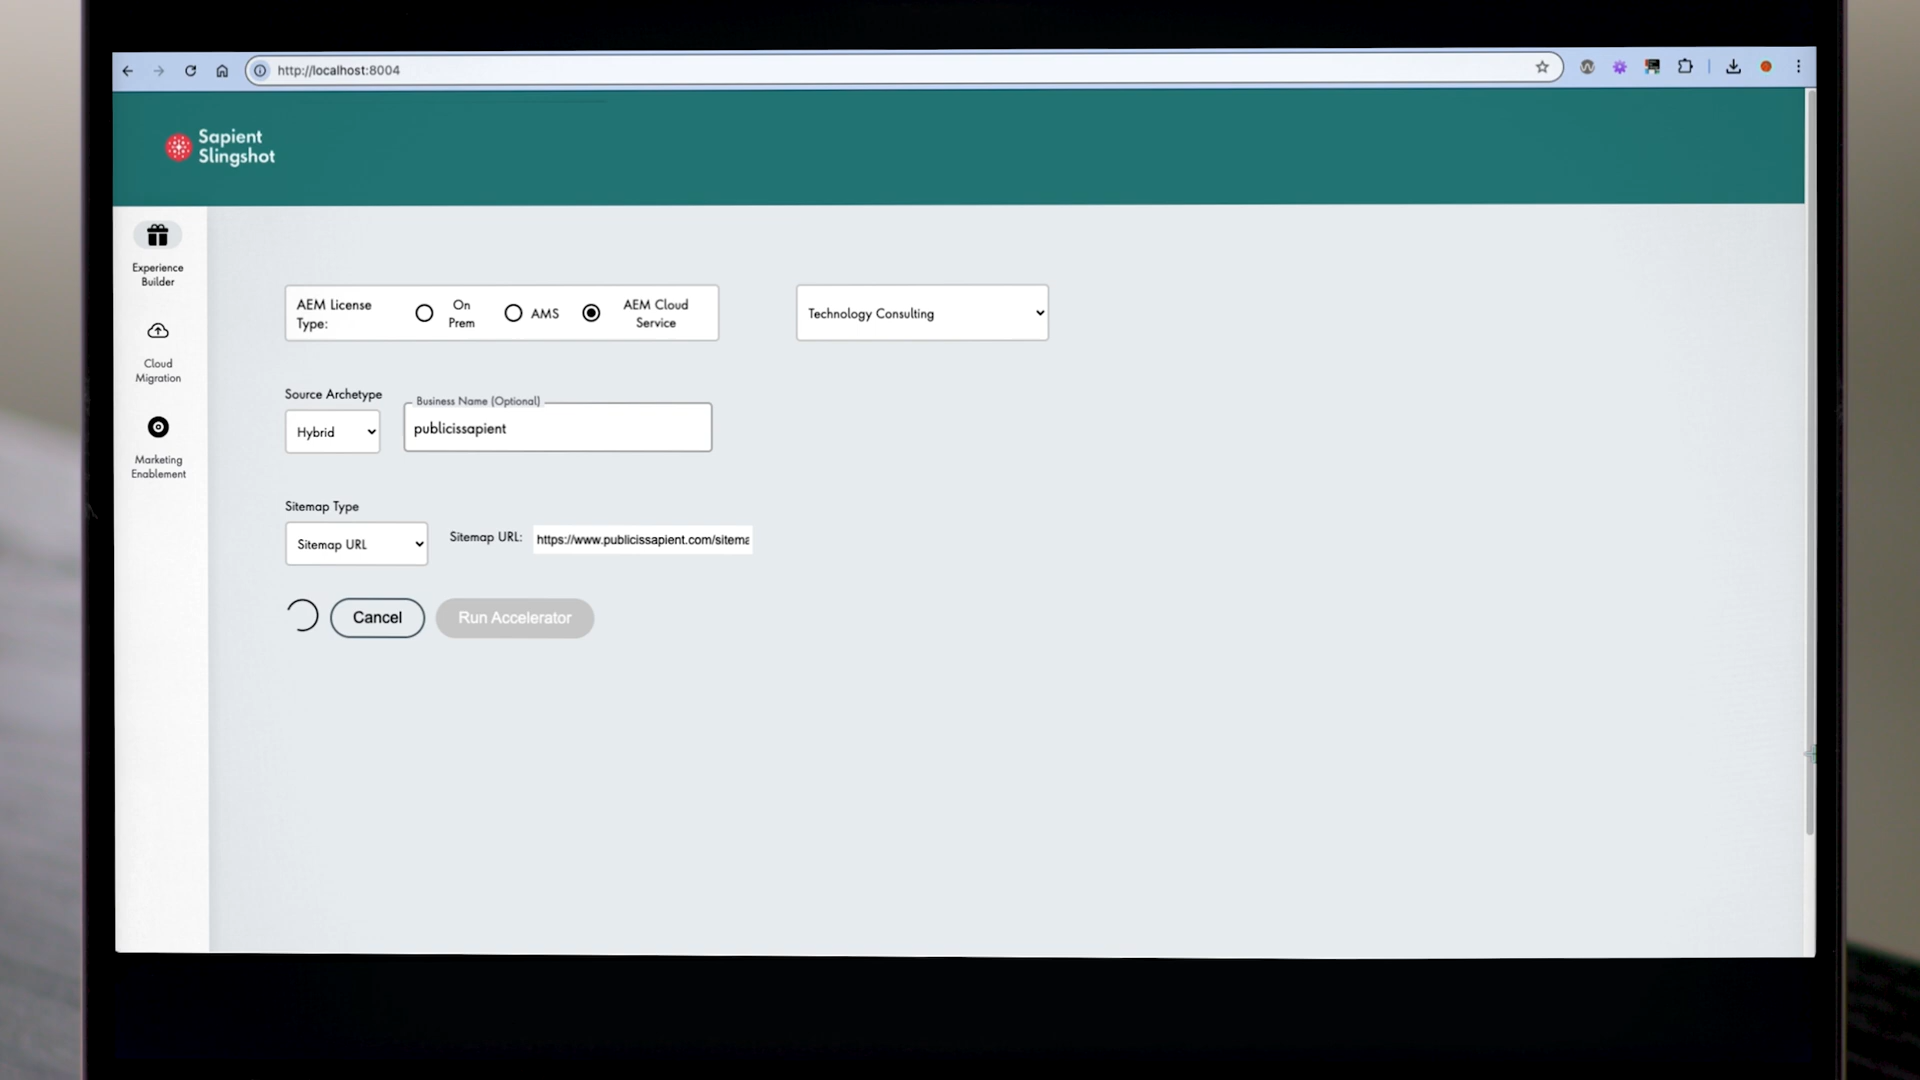 http://localhost:8004
Sapient
Slingshot
Experience
Builder
Cloud
Migration
Marketing
Enablement
AEM License
Type:
On
Prem
AMS
AEM Cloud
Service
Technology Consulting
Source Archetype
Hybrid
Business Name (Optional)
publicissapient
Sitemap Type
Sitemap URL
Sitemap URL:
https://www.publicissapient.com/sitema
Cancel
Run Accelerator